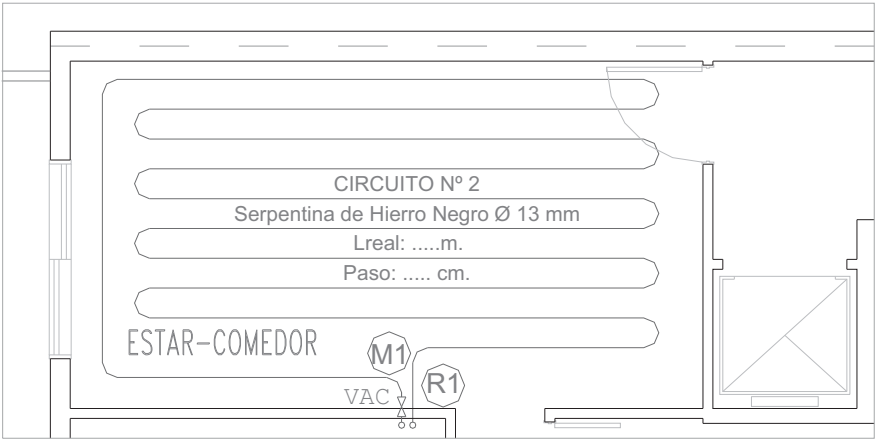 CIRCUITO Nº 2
Serpentina de Hierro Negro Ø 13 mm
Lreal: .....m.
Paso: ..... cm.
ESTAR-COMEDOR
M1
R1
VAC